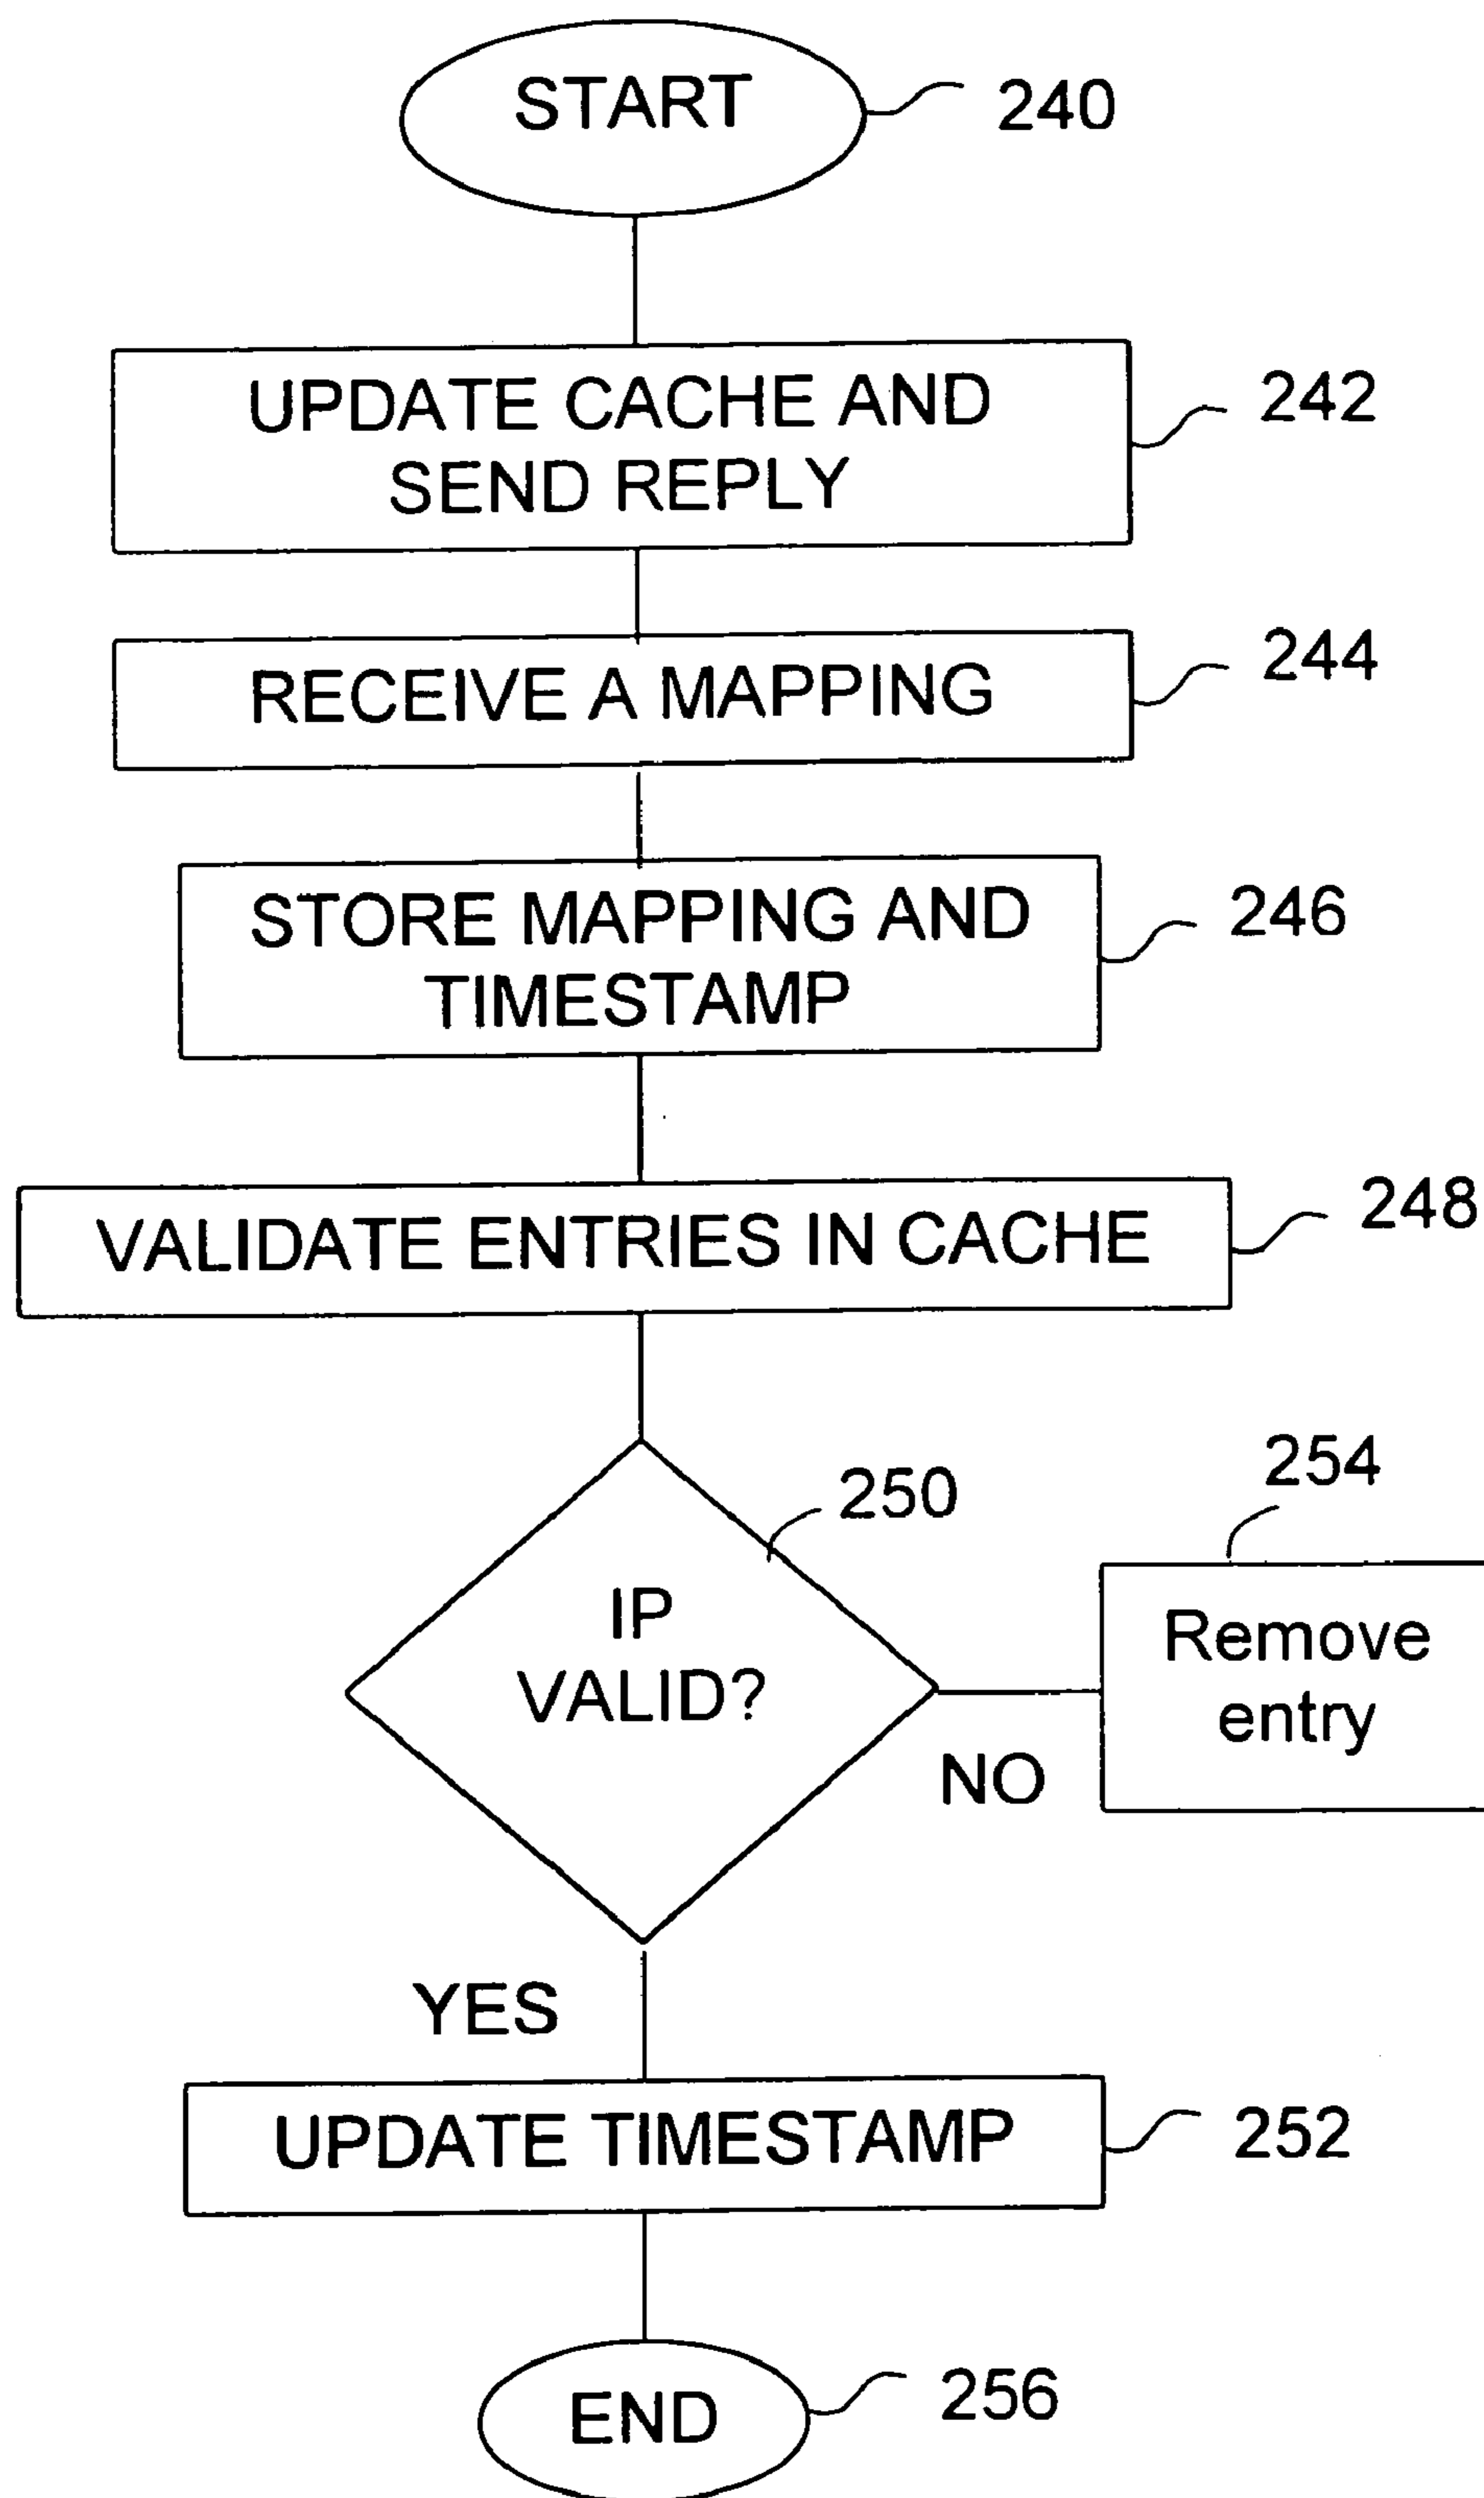 START
240
UPDATE CACHE AND
SEND REPLY
242
RECEIVE A MAPPING
244
STORE MAPPING AND
TIMESTAMP
246
VALIDATE ENTRIES IN CACHE
248
250
254
IP
VALID?
Remove
entry
NO
YES
UPDATE TIMESTAMP
252
END
256